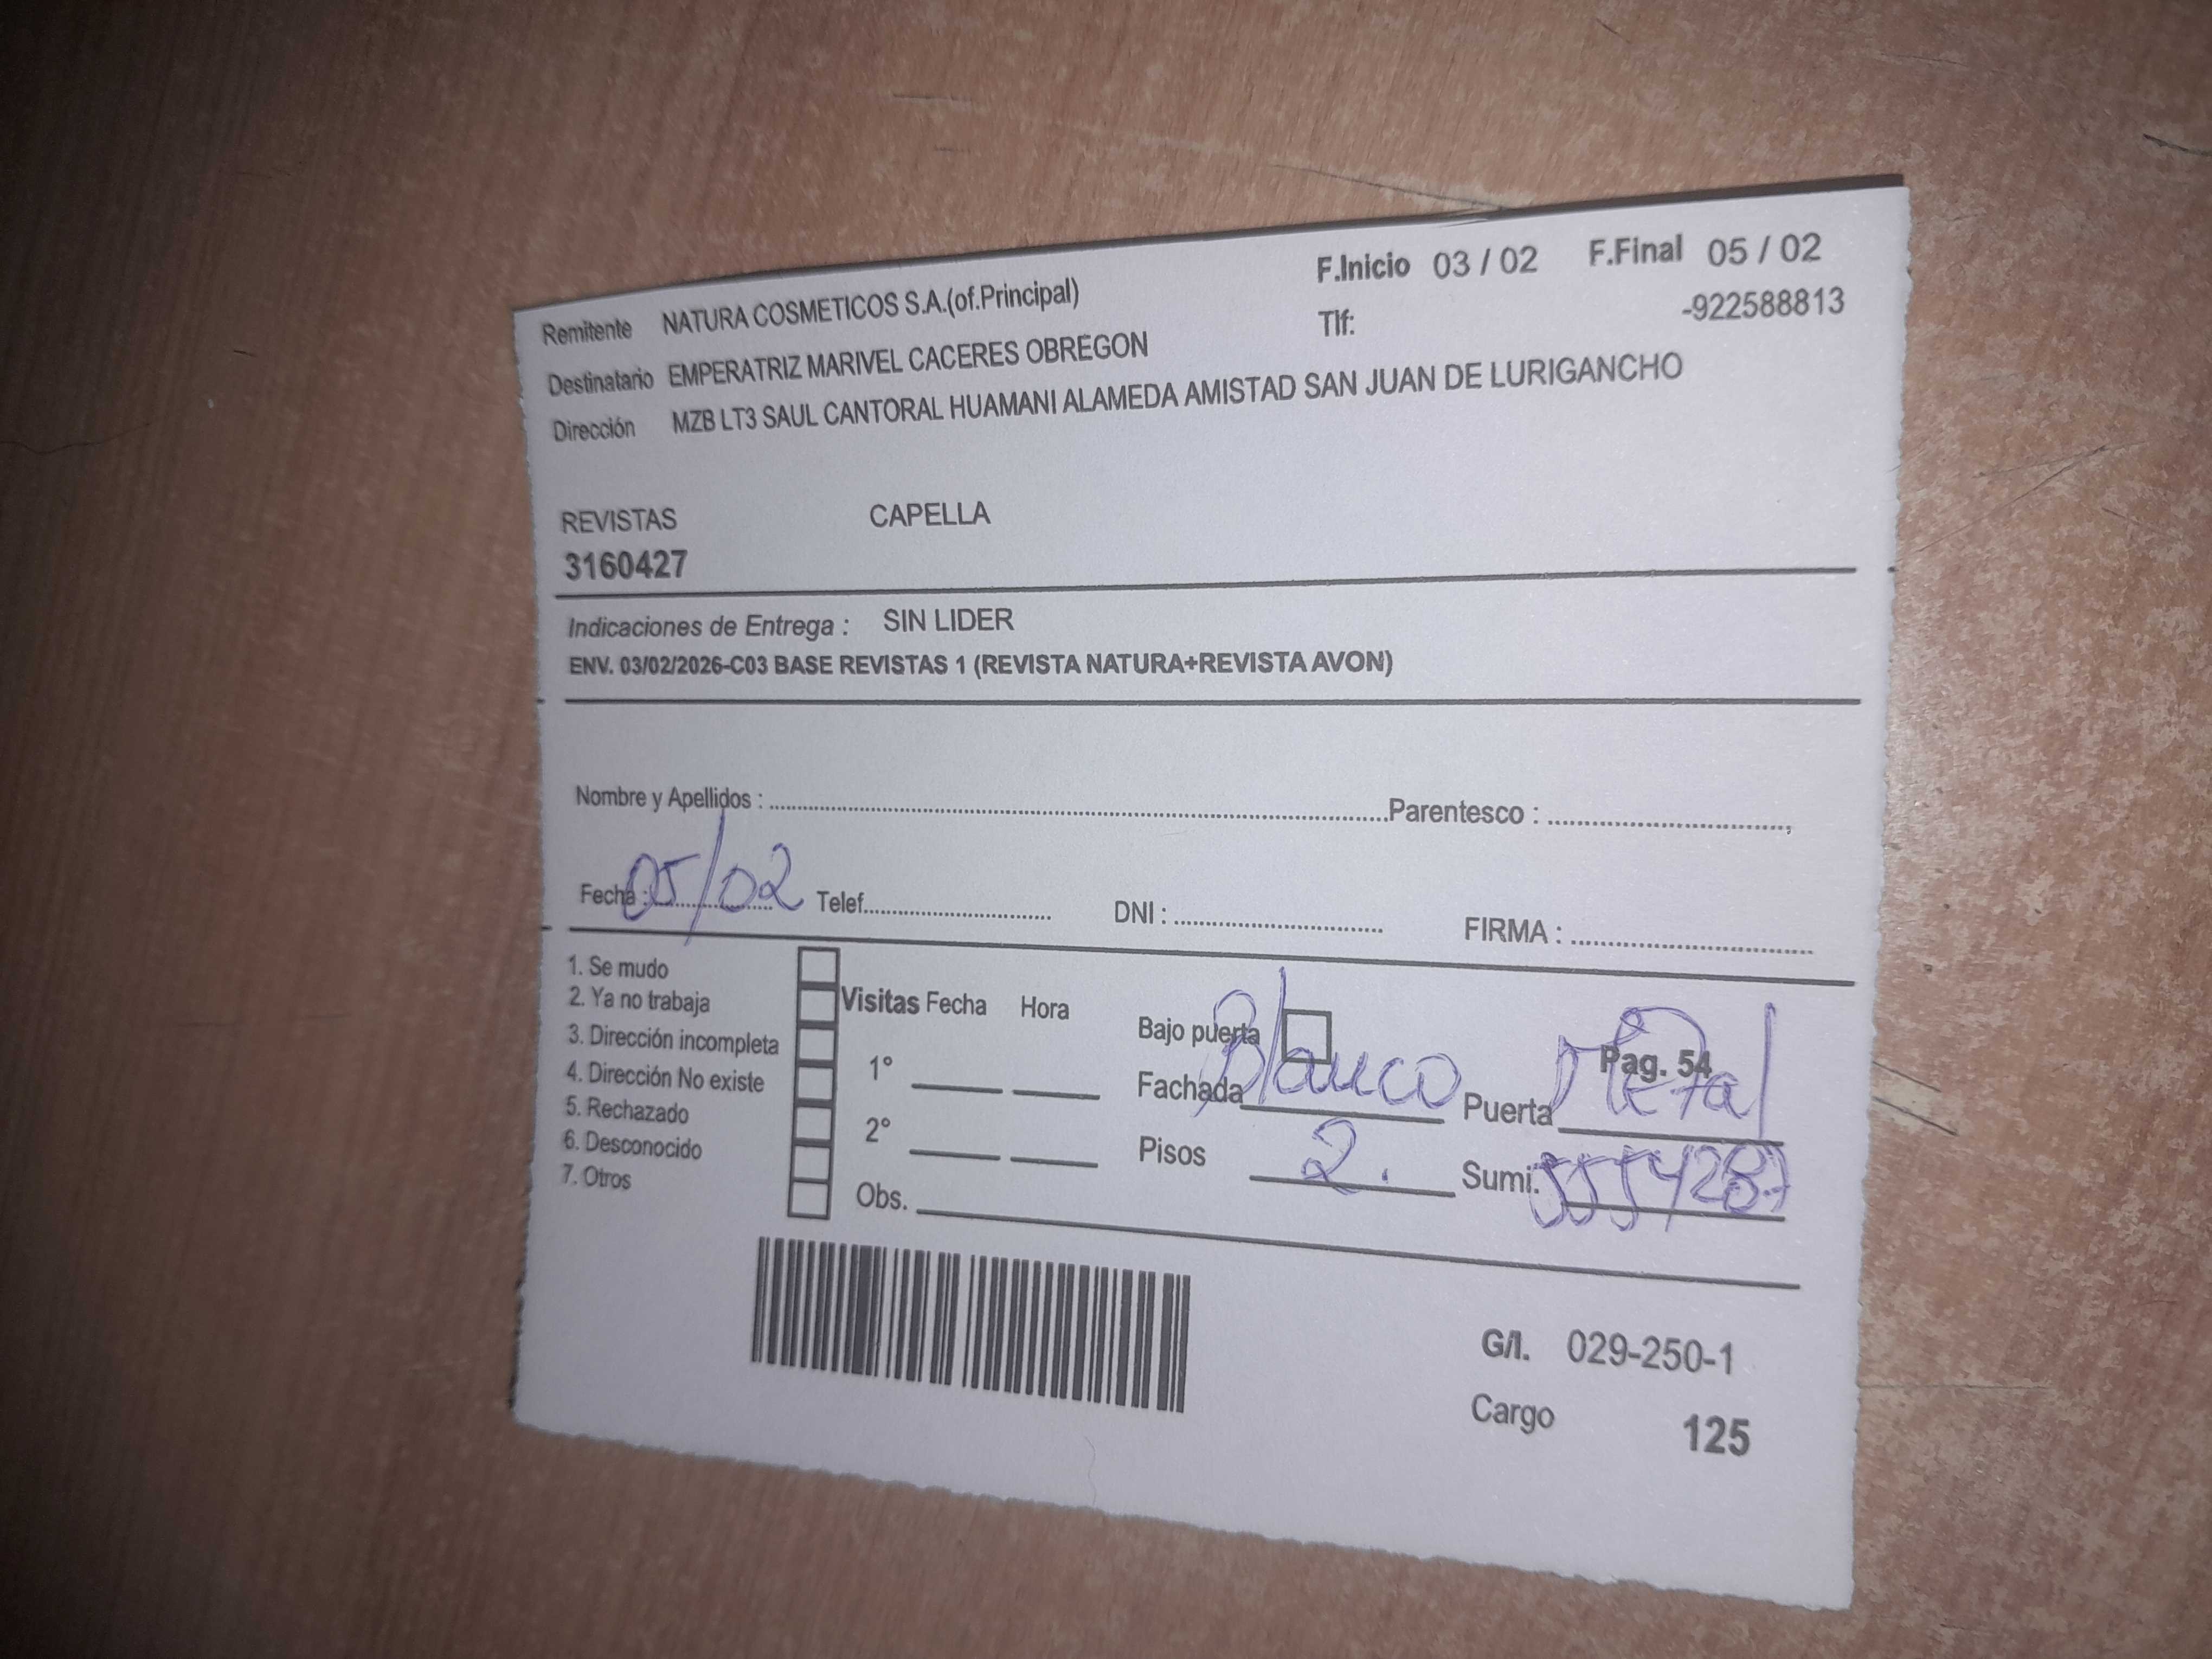 F.Inicio 03 / 02 F.Final 05 / 02
Remitente NATURA COSMETICOS S.A.(of.Principal)
Tlf: -922588813
Destinatario EMPERATRIZ MARIVEL CACERES OBREGON
Dirección MZB LT3 SAUL CANTORAL HUAMANI ALAMEDA AMISTAD SAN JUAN DE LURIGANCHO
REVISTAS CAPELLA
3160427
Indicaciones de Entrega : SIN LIDER
ENV. 03/02/2026-C03 BASE REVISTAS 1 (REVISTA NATURA+REVISTA AVON)
Nombre y Apellidos : Parentesco :
Fecha : 05/02 Telef. DNI : FIRMA :
1. Se mudo
2. Ya no trabaja
3. Dirección incompleta
4. Dirección No existe
5. Rechazado
6. Desconocido
7. Otros
Visitas Fecha Hora
1°
2°
Obs.
Bajo puerta
Pag. 54
Fachada Blanco Puerta Metal
Pisos 2. Sumi.
G/I. 029-250-1
Cargo 125